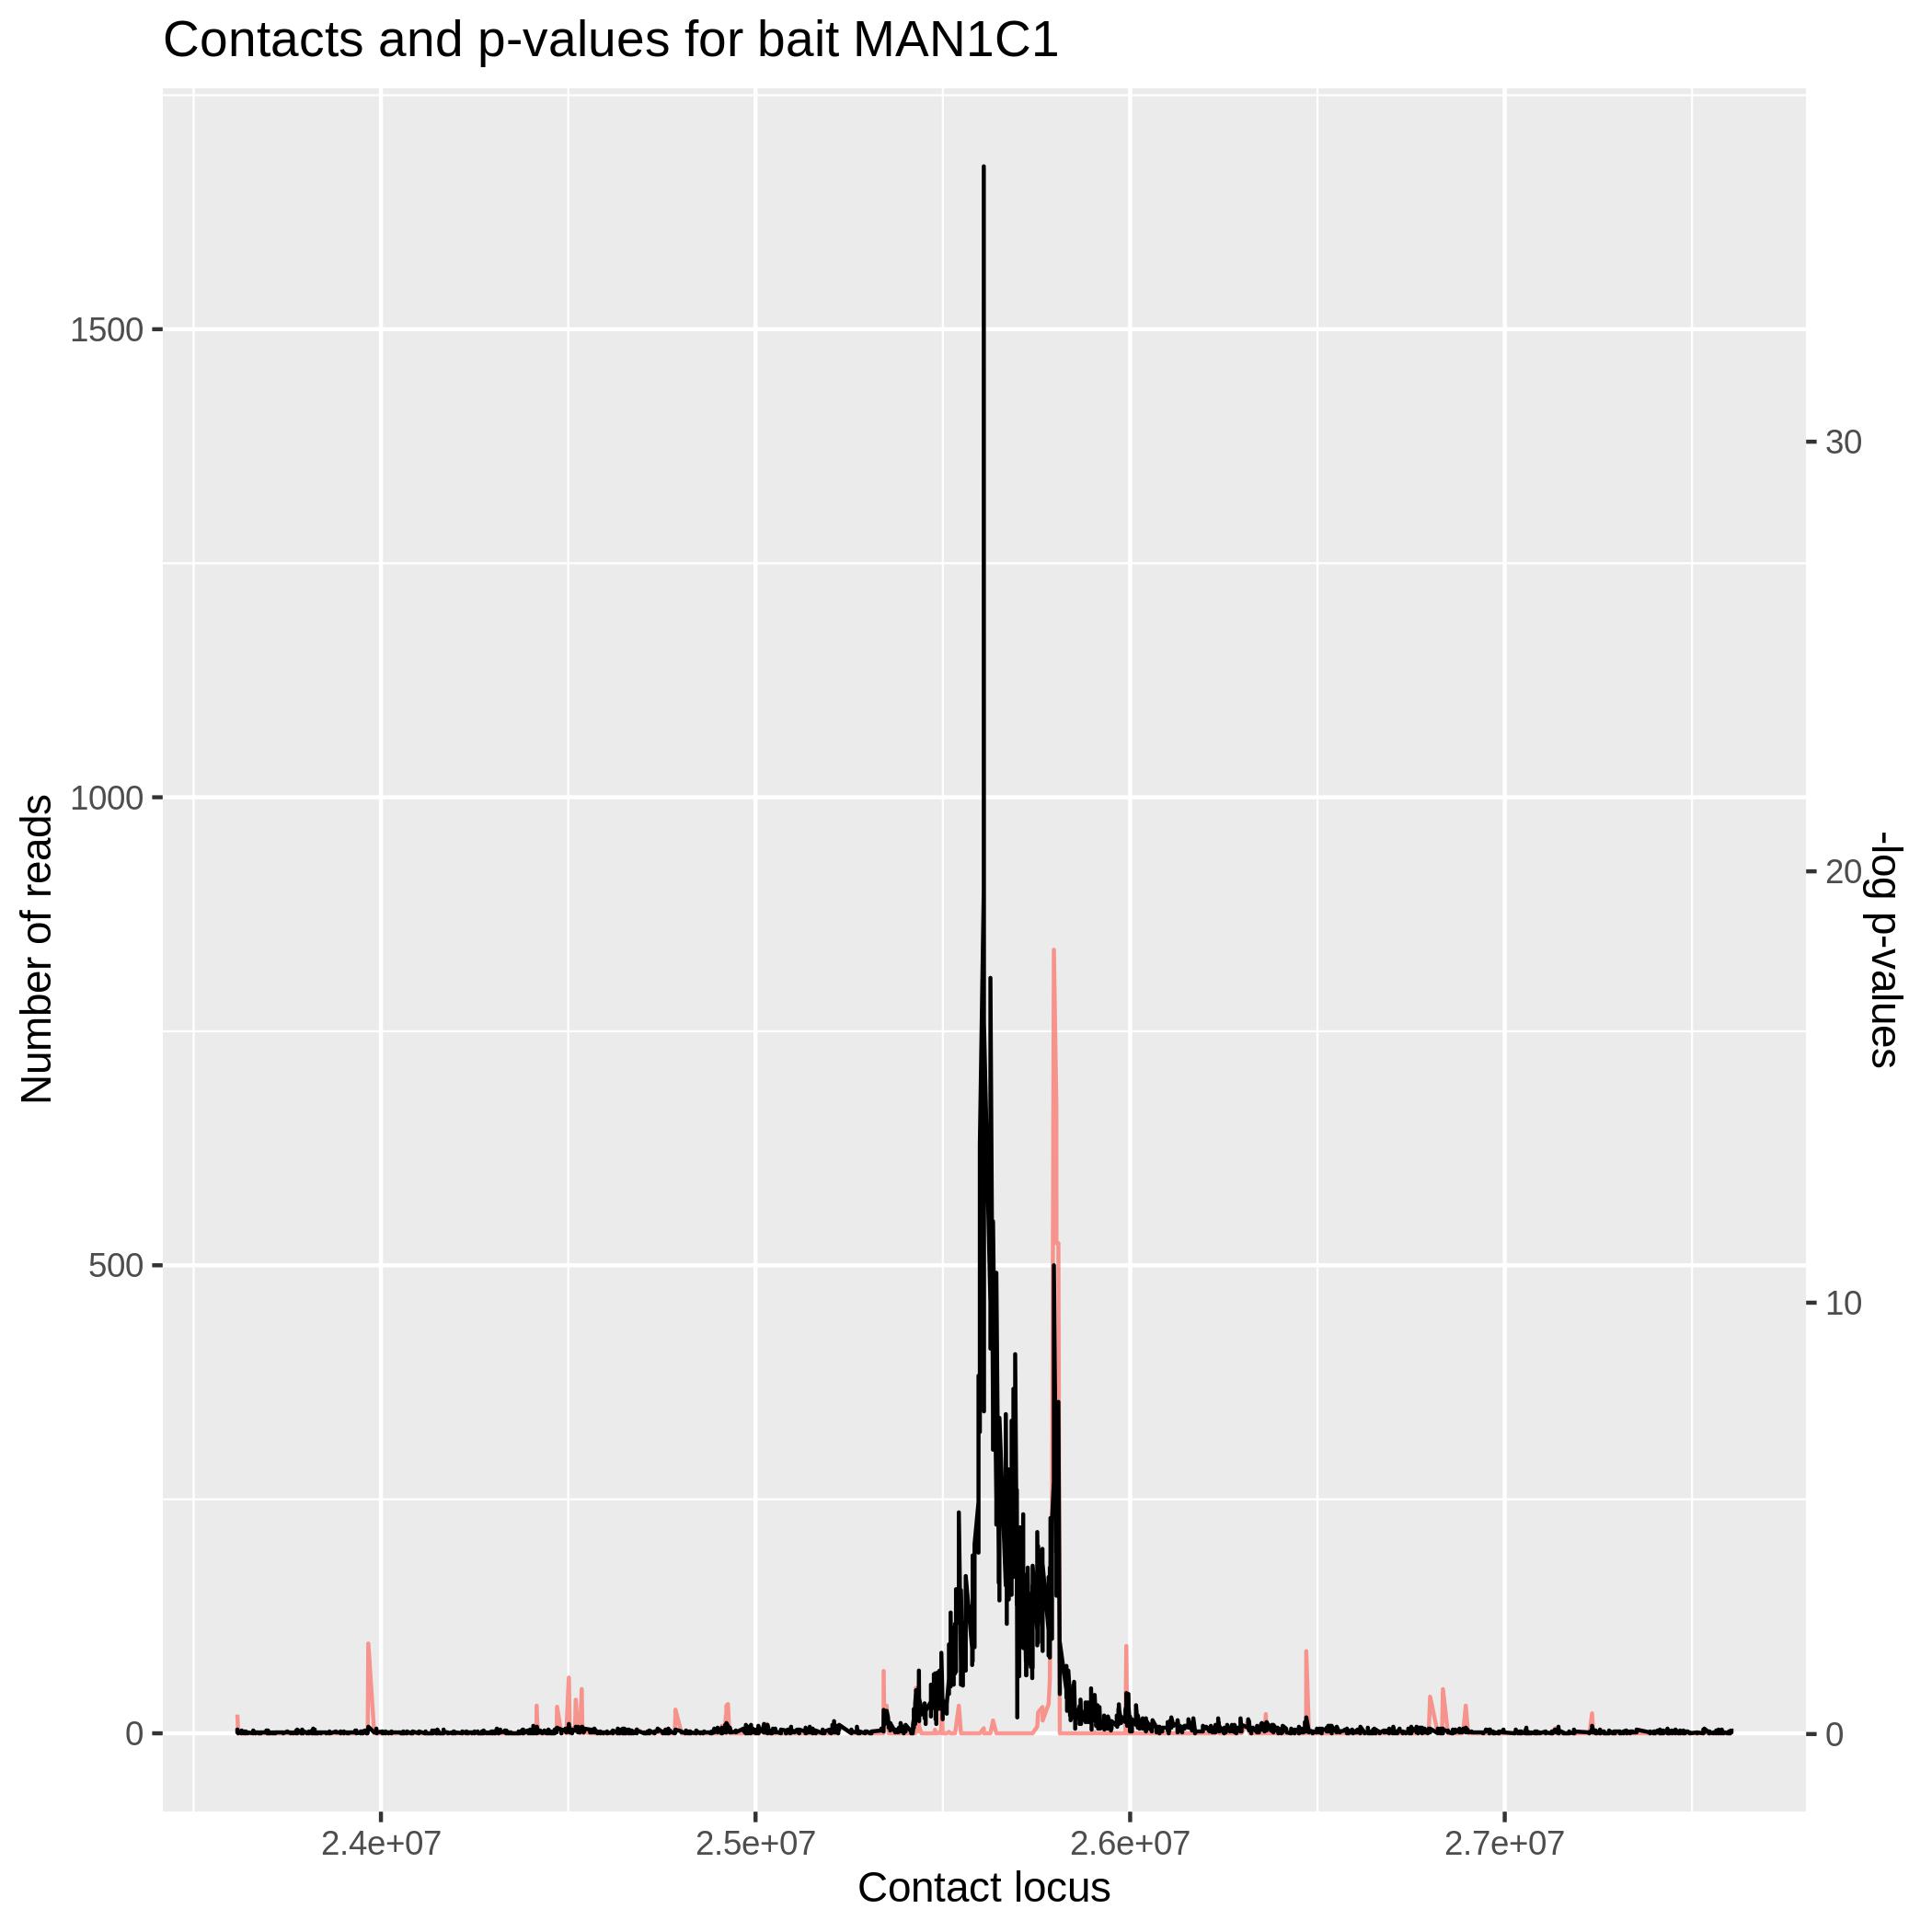 Contacts and p-values for bait MAN1C1
Number of reads
1500
1000
500
0
30
20
10
0
-log p-values
2.4e+07
2.5e+07
2.6e+07
2.7e+07
Contact locus